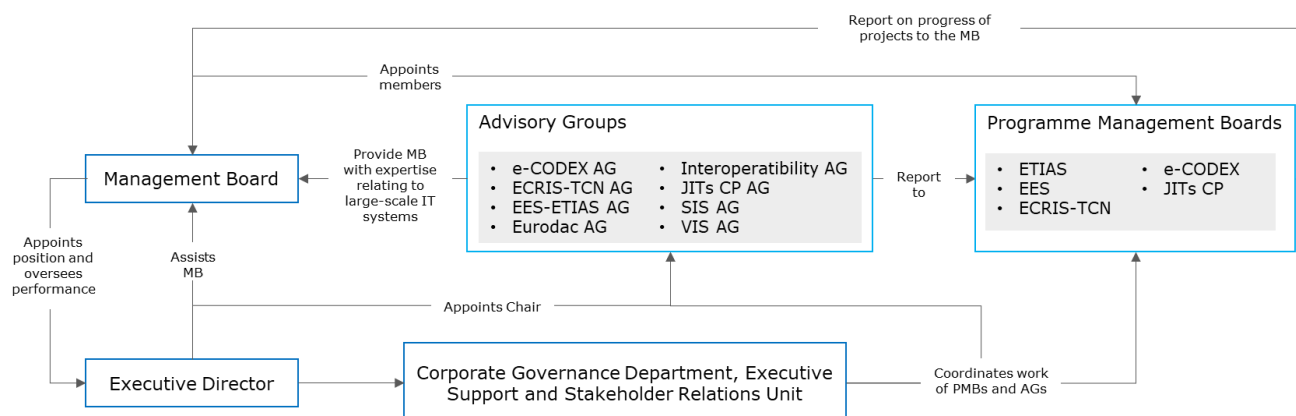 Report on progress of
projects to the MB
Appoints
members
Advisory Groups
• e-CODEX AG
• ECRIS-TCN AG
• EES-ETIAS AG
• Eurodac AG
• Interoperatibility AG
• JITs CP AG
• SIS AG
• VIS AG
Programme Management Boards
• ETIAS
• EES
• ECRIS-TCN
• e-CODEX
• JITs CP
Management Board
Provide MB
with expertise
relating to
large-scale IT
systems
Report
to
Appoints
position and
oversees
performance
Assists
MB
Appoints Chair
Executive Director
Corporate Governance Department, Executive
Support and Stakeholder Relations Unit
Coordinates work
of PMBs and AGs